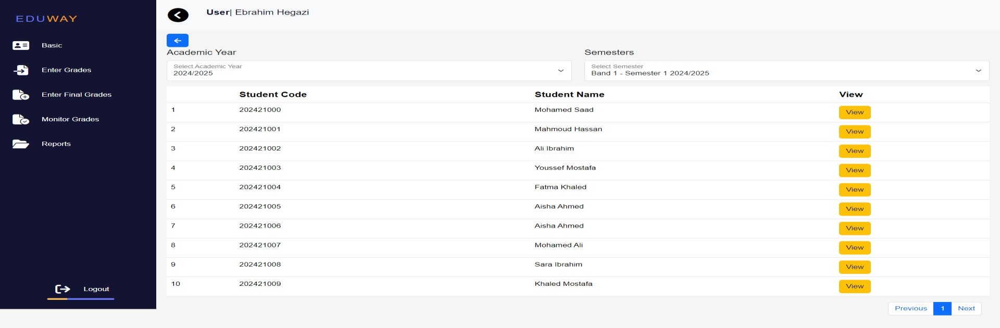 EDUWAY
Basic
Enter Grades
Enter Final Grades
Monitor Grades
Reports
Logout
User| Ebrahim Hegazi
Academic Year
Select Academic Year
2024/2025
Semesters
Select Semester
Band 1 - Semester 1 2024/2025
Student Code Student Name View
1 202421000 Mohamed Saad View
2 202421001 Mahmoud Hassan View
3 202421002 Ali Ibrahim View
4 202421003 Youssef Mostafa View
5 202421004 Fatma Khaled View
6 202421005 Aisha Ahmed View
7 202421006 Aisha Ahmed View
8 202421007 Mohamed Ali View
9 202421008 Sara Ibrahim View
10 202421009 Khaled Mostafa View
Previous 1 Next